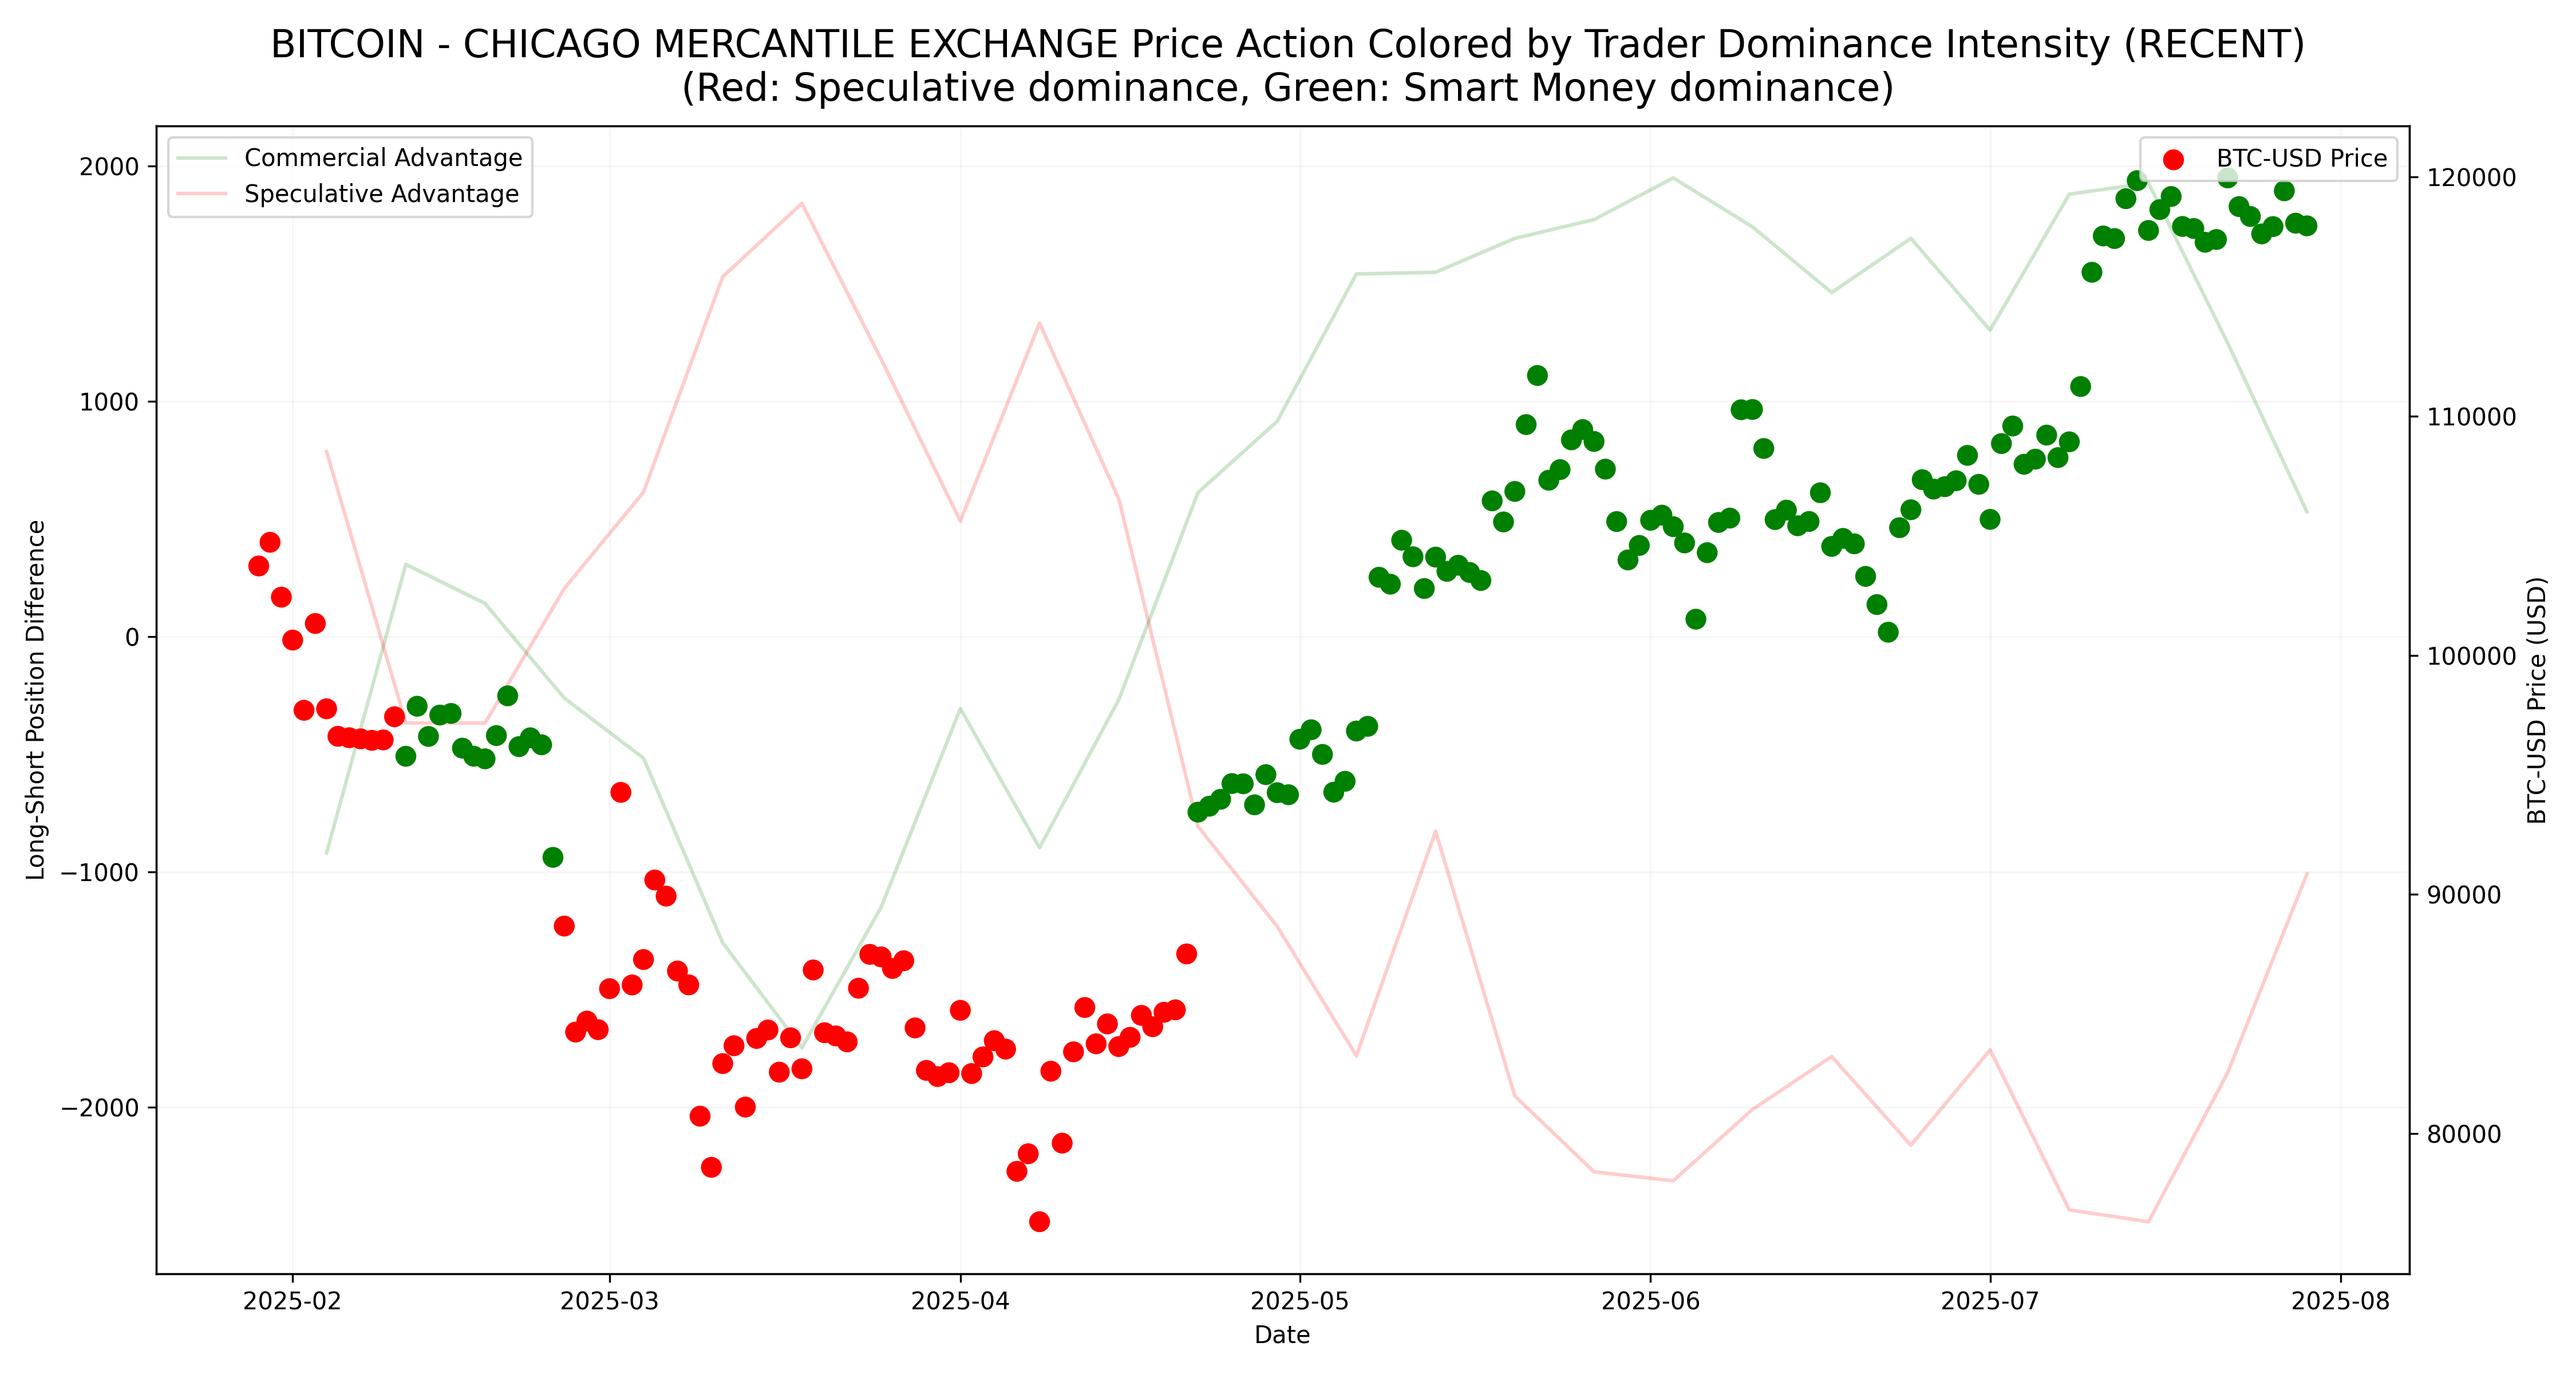 BITCOIN - CHICAGO MERCANTILE EXCHANGE Price Action Colored by Trader Dominance Intensity (RECENT)
(Red: Speculative dominance, Green: Smart Money dominance)
Commercial Advantage
Speculative Advantage
BTC-USD Price
2000
1000
0
−1000
−2000
Long-Short Position Difference
120000
110000
100000
90000
80000
BTC-USD Price (USD)
2025-02
2025-03
2025-04
2025-05
2025-06
2025-07
2025-08
Date